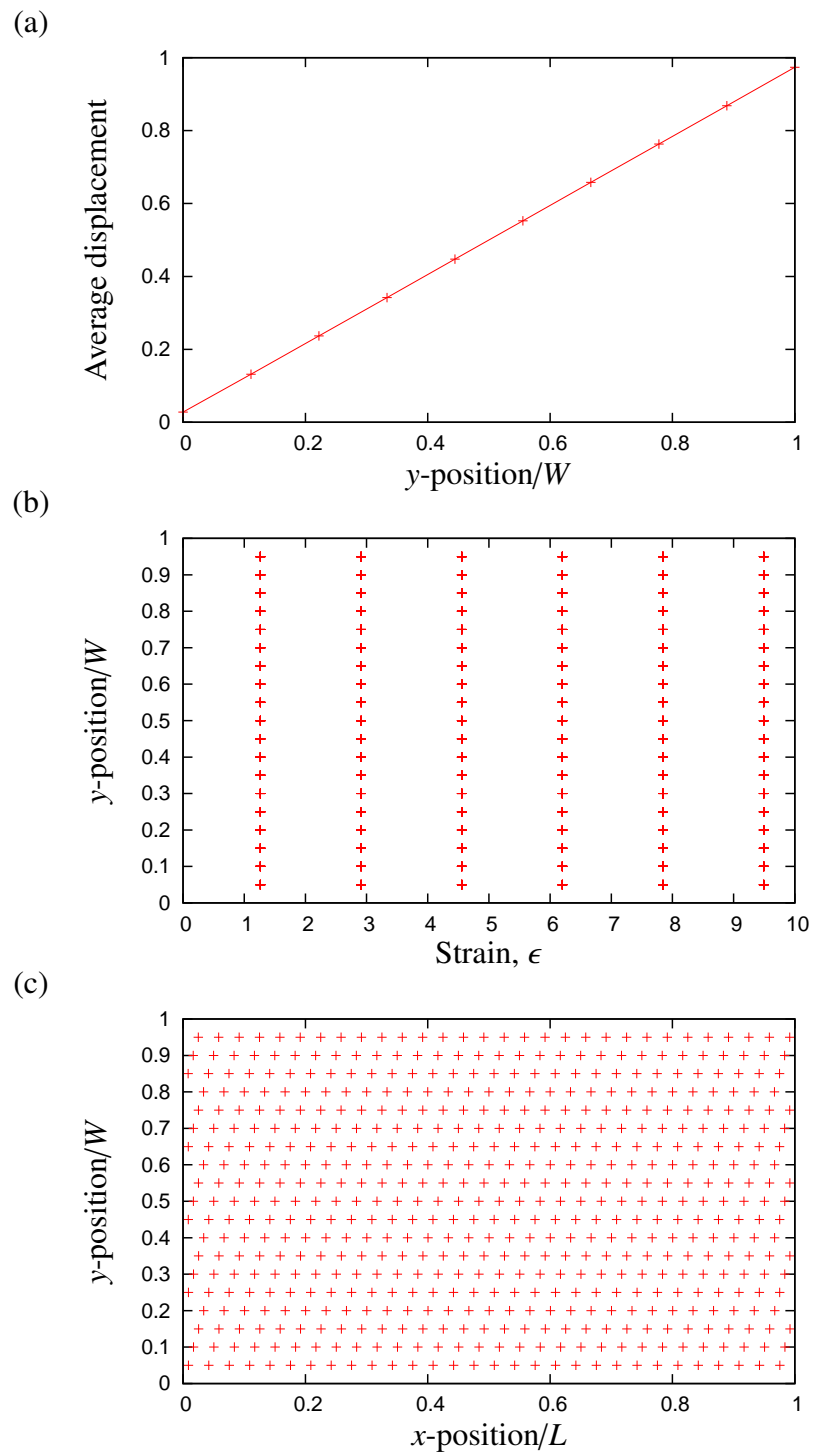 (a)
1
0.8
0.6
0.4
0.2
0
Average displacement
0 0.2 0.4 0.6 0.8 1
y-position/W
(b)
1
0.9
0.8
0.7
0.6
0.5
0.4
0.3
0.2
0.1
0
y-position/W
0 1 2 3 4 5 6 7 8 9 10
Strain, ϵ
(c)
1
0.9
0.8
0.7
0.6
0.5
0.4
0.3
0.2
0.1
0
y-position/W
0 0.2 0.4 0.6 0.8 1
x-position/L